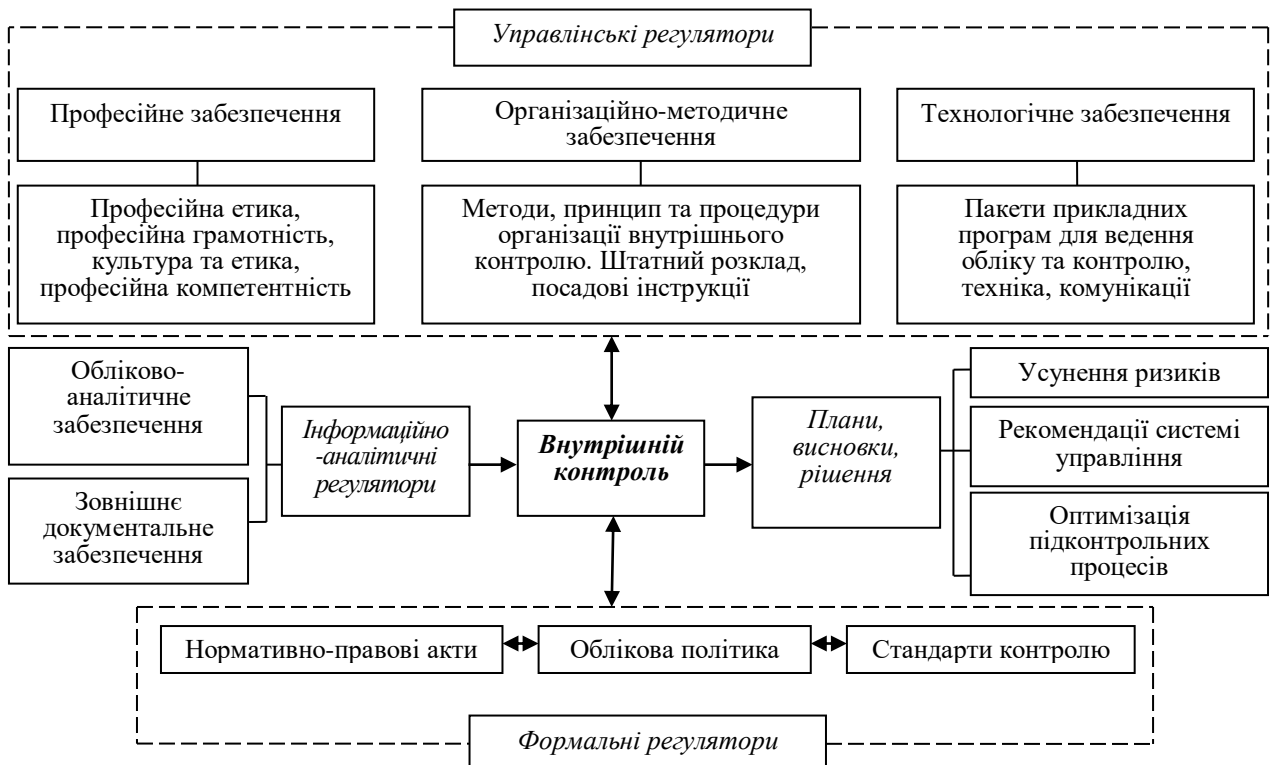 Управлінські регулятори
Професійне забезпечення
Організаційно-методичне
забезпечення
Технологічне забезпечення
Професійна етика,
професійна грамотність,
культура та етика,
професійна компетентність
Методи, принцип та процедури
організації внутрішнього
контролю. Штатний розклад,
посадові інструкції
Пакети прикладних
програм для ведення
обліку та контролю,
техніка, комунікації
Обліково-
аналітичне
забезпечення
Зовнішнє
документальне
забезпечення
Інформаційно
-аналітичні
регулятори
Внутрішній
контроль
Плани,
висновки,
рішення
Усунення ризиків
Рекомендації системі
управління
Оптимізація
підконтрольних
процесів
Нормативно-правові акти
Облікова політика
Стандарти контролю
Формальні регулятори